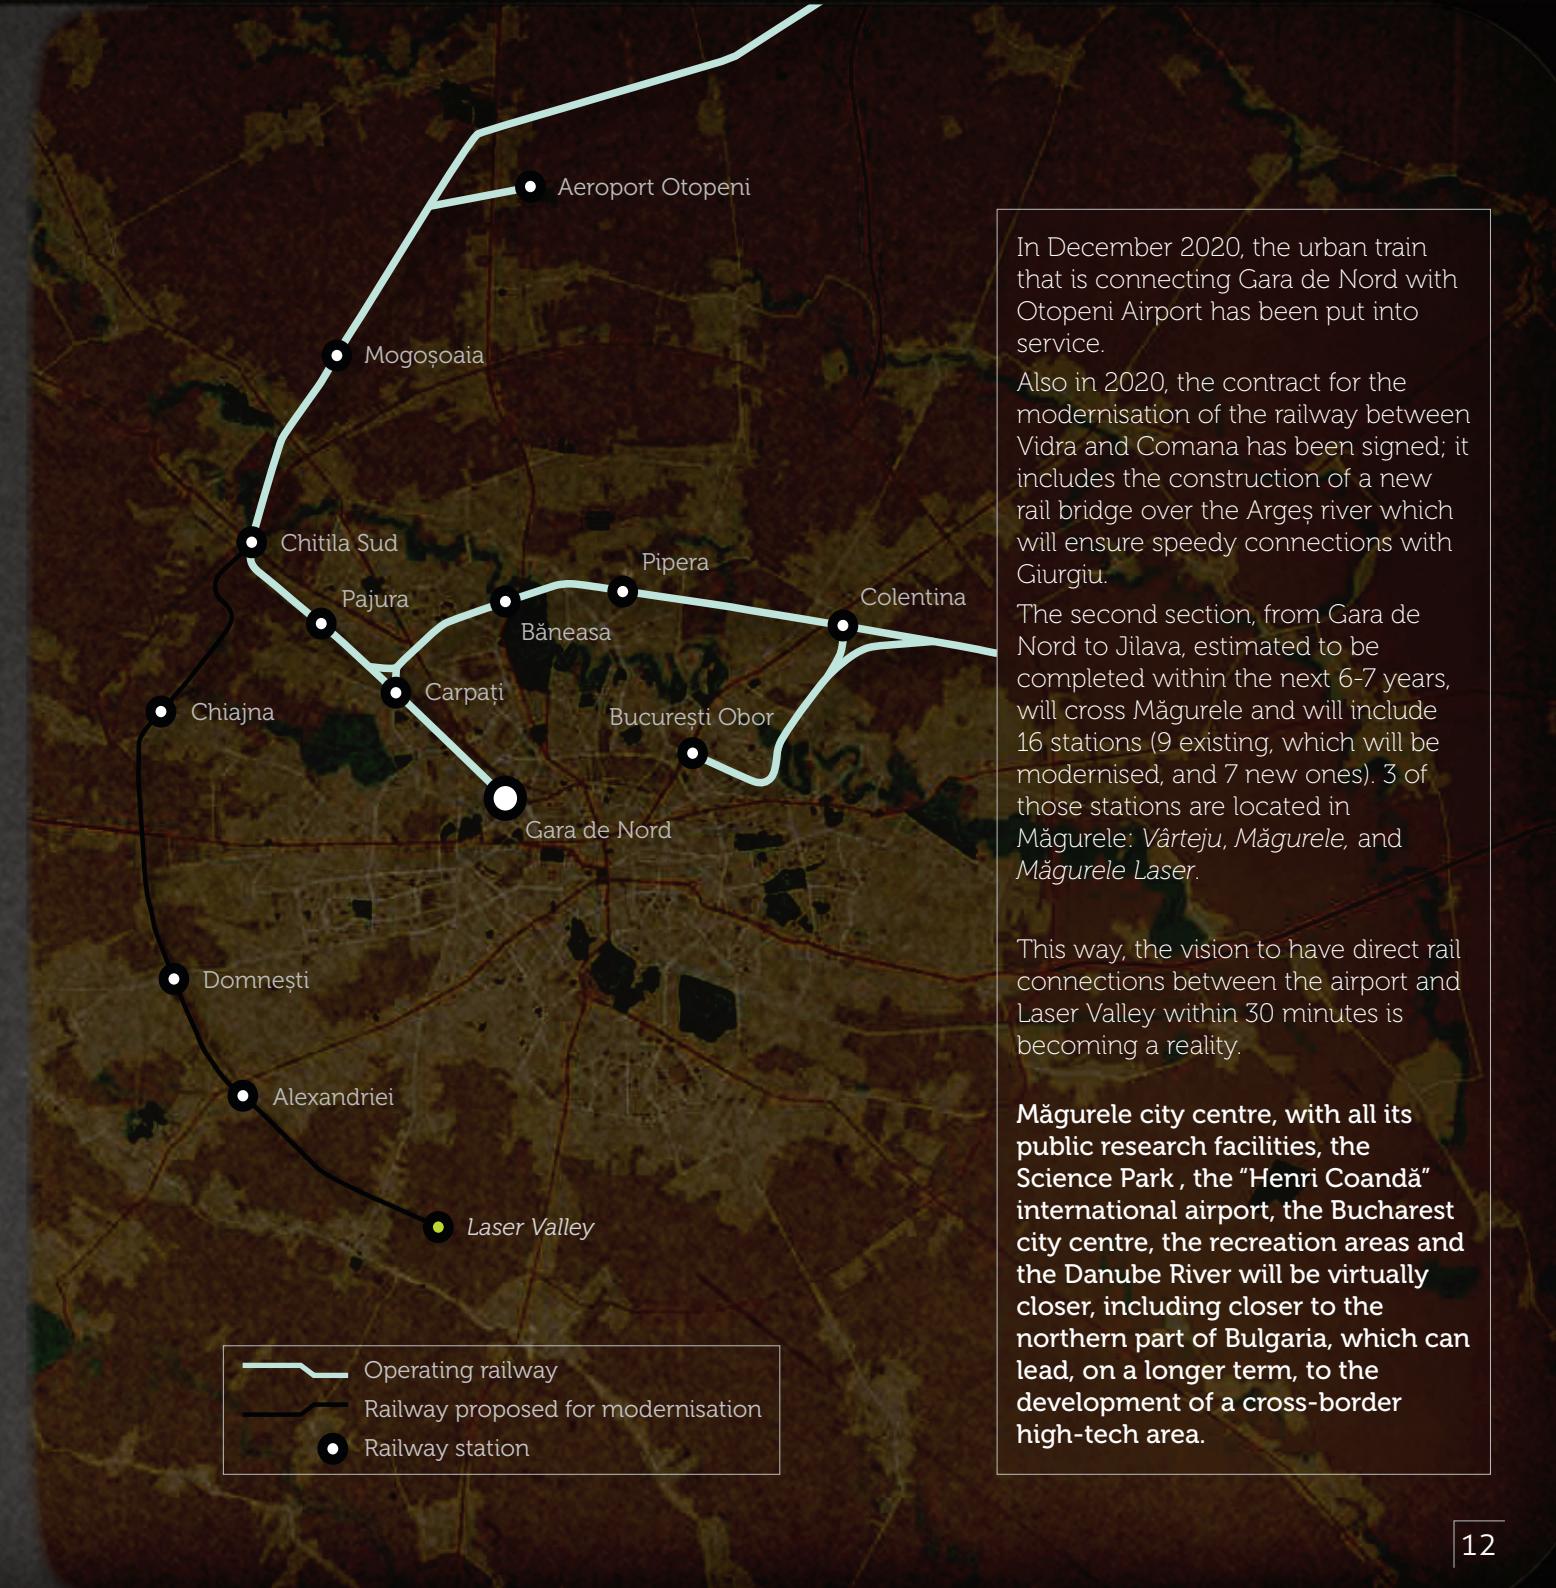 Aeroport Otopeni
Mogoșoaia
Chitila Sud
Pajura
Pipera
Colentina
Băneasa
Carpați
București Obor
Chiajna
Gara de Nord
Domnești
Alexandriei
Laser Valley
Operating railway
Railway proposed for modernisation
Railway station
In December 2020, the urban train
that is connecting Gara de Nord with
Otopeni Airport has been put into
service.
Also in 2020, the contract for the
modernisation of the railway between
Vidra and Comana has been signed; it
includes the construction of a new
rail bridge over the Argeș river which
will ensure speedy connections with
Giurgiu.
The second section, from Gara de
Nord to Jilava, estimated to be
completed within the next 6-7 years,
will cross Măgurele and will include
16 stations (9 existing, which will be
modernised, and 7 new ones). 3 of
those stations are located in
Măgurele: Vârteju, Măgurele, and
Măgurele Laser.
This way, the vision to have direct rail
connections between the airport and
Laser Valley within 30 minutes is
becoming a reality.
Măgurele city centre, with all its
public research facilities, the
Science Park , the “Henri Coandă”
international airport, the Bucharest
city centre, the recreation areas and
the Danube River will be virtually
closer, including closer to the
northern part of Bulgaria, which can
lead, on a longer term, to the
development of a cross-border
high-tech area.
12